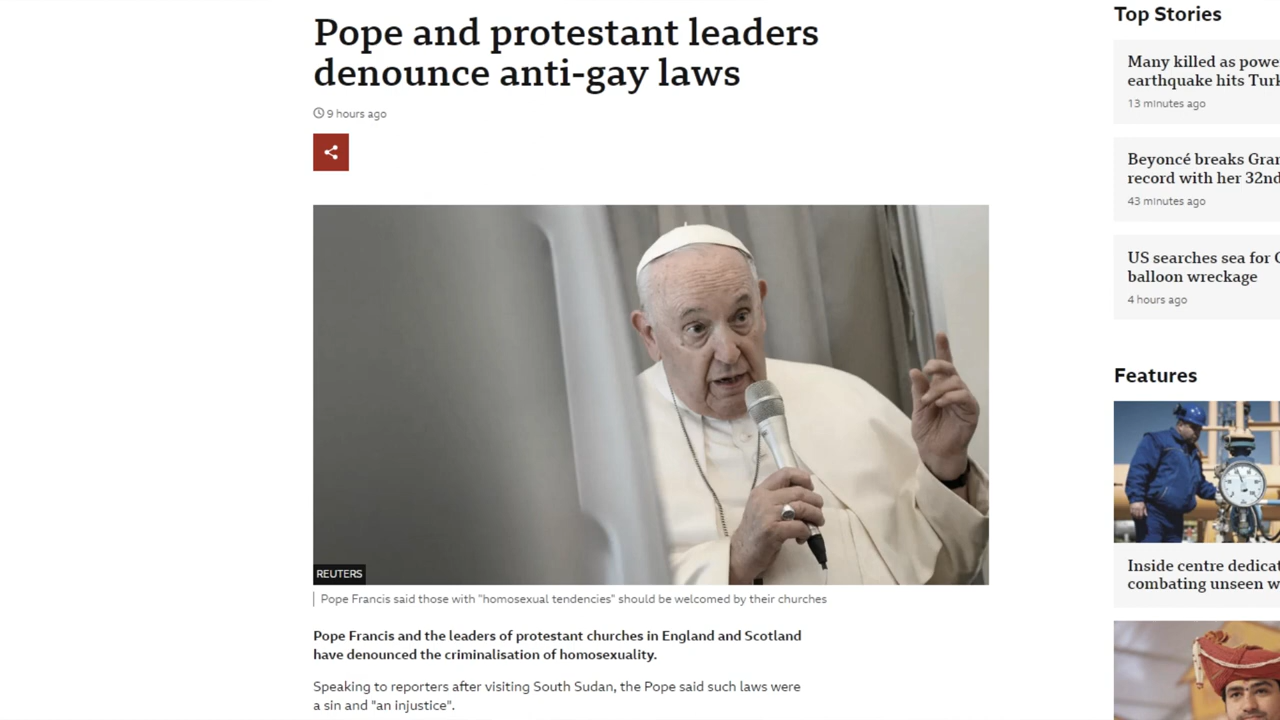 Pope and protestant leaders
denounce anti-gay laws
9 hours ago
REUTERS
Pope Francis said those with "homosexual tendencies" should be welcomed by their churches
Pope Francis and the leaders of protestant churches in England and Scotland
have denounced the criminalisation of homosexuality.
Speaking to reporters after visiting South Sudan, the Pope said such laws were
a sin and "an injustice".
Top Stories
Many killed as
earthquake hits
13 minutes ago
Beyoncé breaks
record with her 32nd
43 minutes ago
US searches sea for
balloon wreckage
4 hours ago
Features
Inside centre
combating unseen